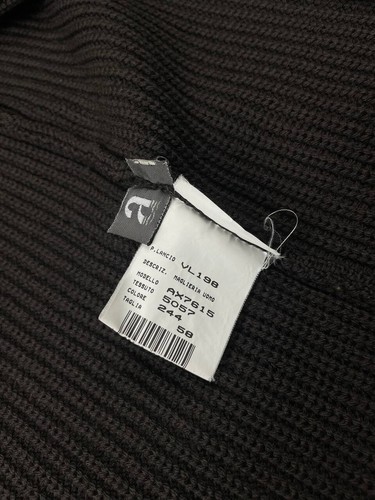 a
P.LANCIO VL198
DESCRIZ. MAGLIERIA UOMO
MODELLO AX7615
TESSUTO 5057
COLORE 244
TAGLIA 58